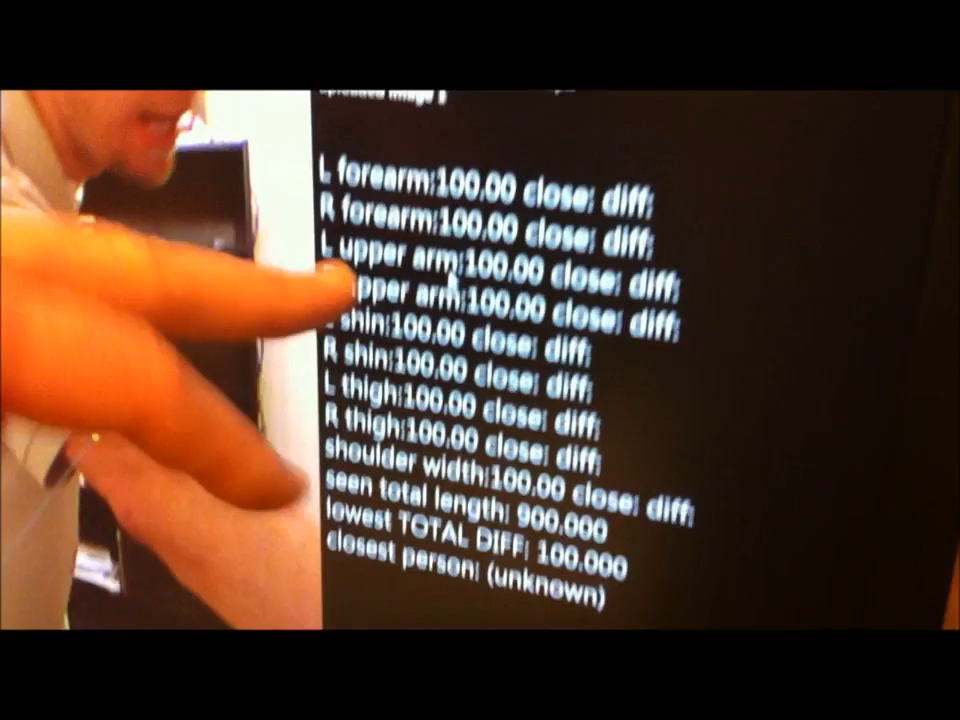 uploaded image
L forearm:100.00 close: diff:
R forearm:100.00 close: diff:
L upper arm:100.00 close: diff:
upper arm:100.00 close: diff:
shin:100.00 close: diff:
R shin:100.00 close: diff:
L thigh:100.00 close: diff:
R thigh:100.00 close: diff:
shoulder width:100.00 close: diff:
seen total length: 900.000
lowest TOTAL DIFF: 100.000
closest person: (unknown)